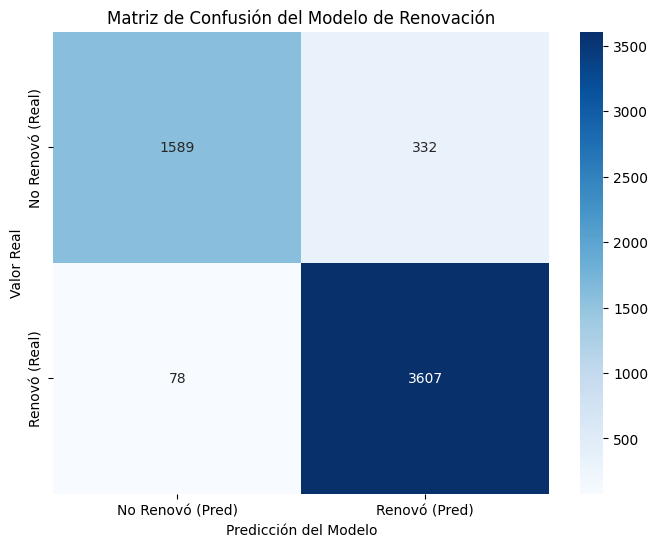 Matriz de Confusión del Modelo de Renovación
No Renovó (Real)
Renovó (Real)
Valor Real
1589
332
78
3607
No Renovó (Pred)
Renovó (Pred)
Predicción del Modelo
3500
3000
2500
2000
1500
1000
500